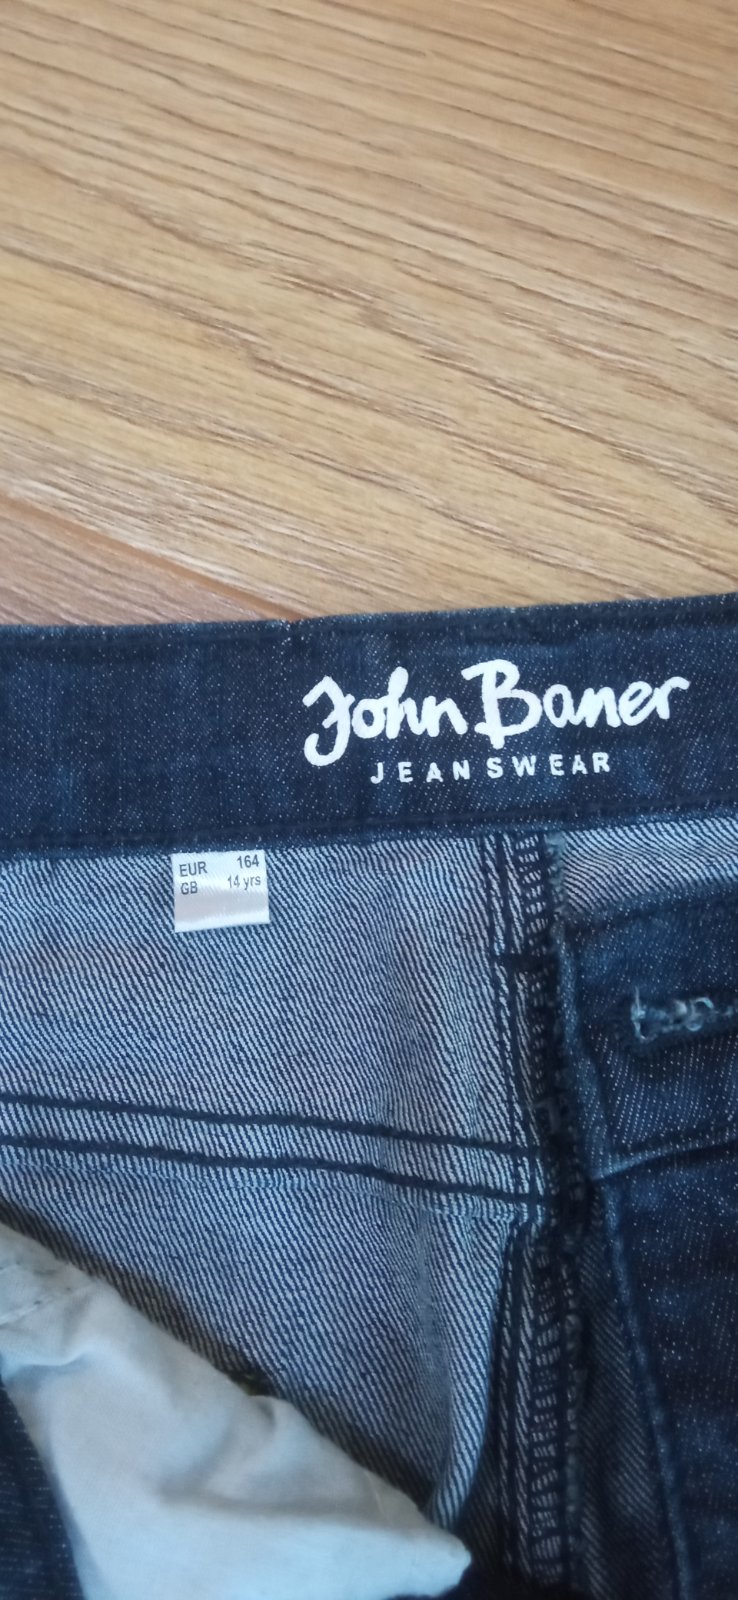 John Baner
JEANSWEAR
EUR 164
GB 14 yrs